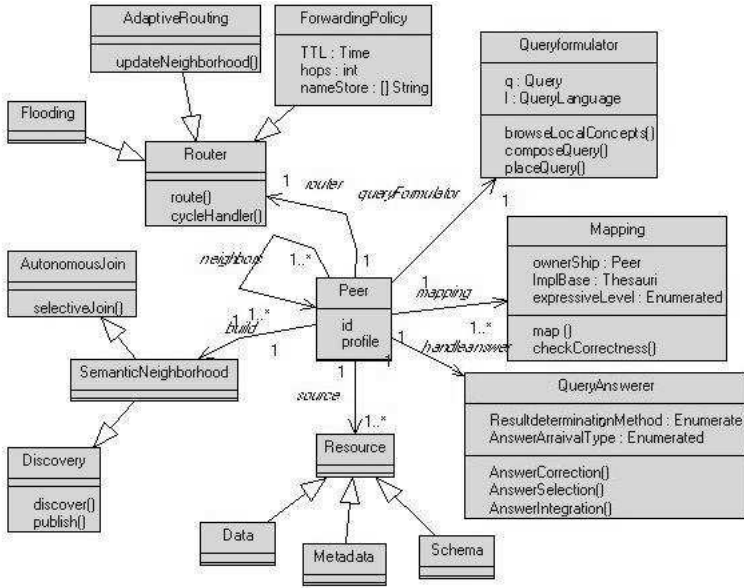 AdaptiveRouting
updateNeighborhood()
ForwardingPolicy
TTL : Time
hops : int
nameStore : [] String
Queryformulator
q : Query
l : QueryLanguage
browseLocalConcepts()
composeQuery()
placeQuery()
Flooding
Router
route()
cycleHandler()
1
router
queryFormulator
1
neighbors
1..*
1
Mapping
ownerShip : Peer
ImplBase : Thesauri
expressiveLevel : Enumerated
map ()
checkCorrectness()
AutonomousJoin
selectiveJoin()
Peer
id
profile
1
mapping
1..*
1
1..*
build
1
1
handleanswer
1
SemanticNeighborhood
1
source
1..*
QueryAnswerer
ResultdeterminationMethod : Enumerate
AnswerArraivalType : Enumerated
AnswerCorrection()
AnswerSelection()
AnswerIntegration()
Discovery
discover()
publish()
Resource
Data
Metadata
Schema